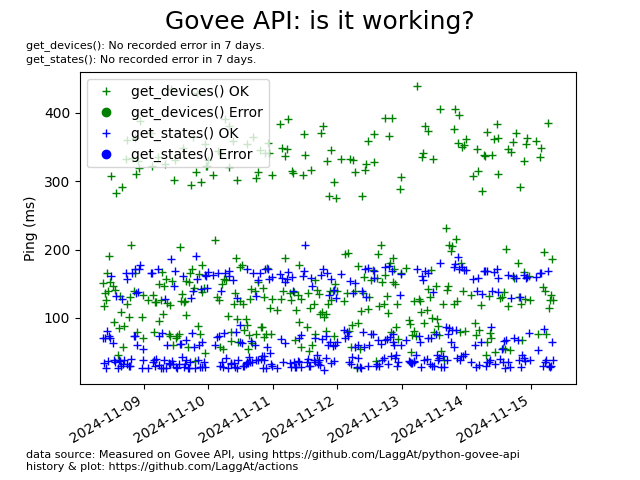 Govee API: is it working?
get_devices(): No recorded error in 7 days.
get_states(): No recorded error in 7 days.
get_devices() OK
get_devices() Error
get_states() OK
get_states() Error
Ping (ms)
400
300
200
100
2024-11-09
2024-11-10
2024-11-11
2024-11-12
2024-11-13
2024-11-14
2024-11-15
data source: Measured on Govee API, using https://github.com/LaggAt/python-govee-api
history & plot: https://github.com/LaggAt/actions